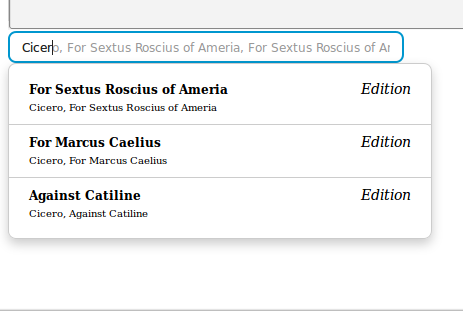 Cicero, For Sextus Roscius of Ameria, For Sextus Roscius of Ar
For Sextus Roscius of Ameria
Edition
Cicero, For Sextus Roscius of Ameria
For Marcus Caelius
Edition
Cicero, For Marcus Caelius
Against Catiline
Edition
Cicero, Against Catiline